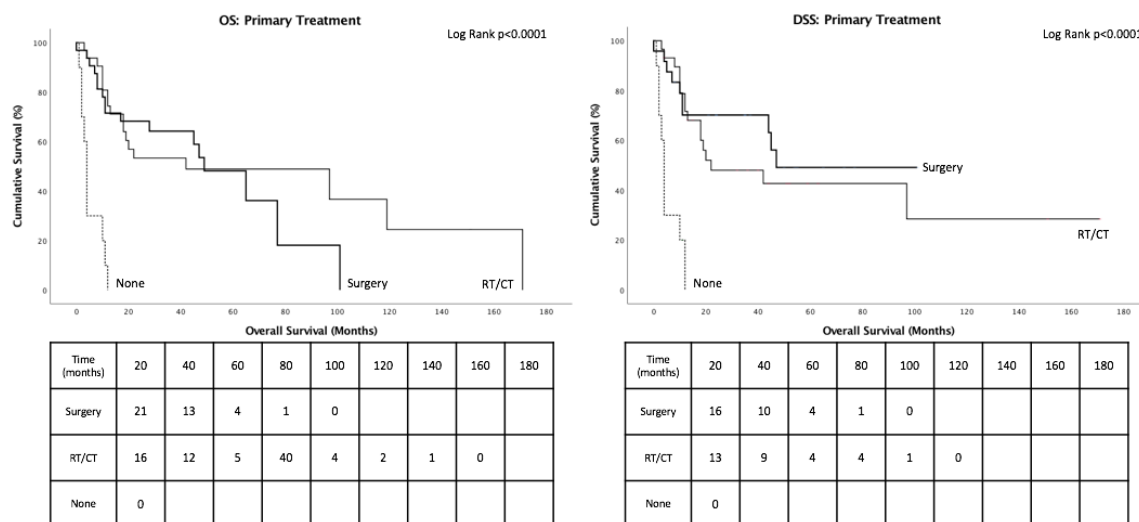 OS: Primary Treatment
Log Rank p<0.0001
Cumulative Survival (%)
100
80
60
40
20
0
None
Surgery
RT/CT
0 20 40 60 80 100 120 140 160 180
Overall Survival (Months)
Time (months) 20 40 60 80 100 120 140 160 180
Surgery 21 13 4 1 0
RT/CT 16 12 5 40 4 2 1 0
None 0
DSS: Primary Treatment
Log Rank p<0.0001
Cumulative Survival (%)
100
80
60
40
20
0
Surgery
RT/CT
None
0 20 40 60 80 100 120 140 160 180
Overall Survival (Months)
Time (months) 20 40 60 80 100 120 140 160 180
Surgery 16 10 4 1 0
RT/CT 13 9 4 4 1 0
None 0